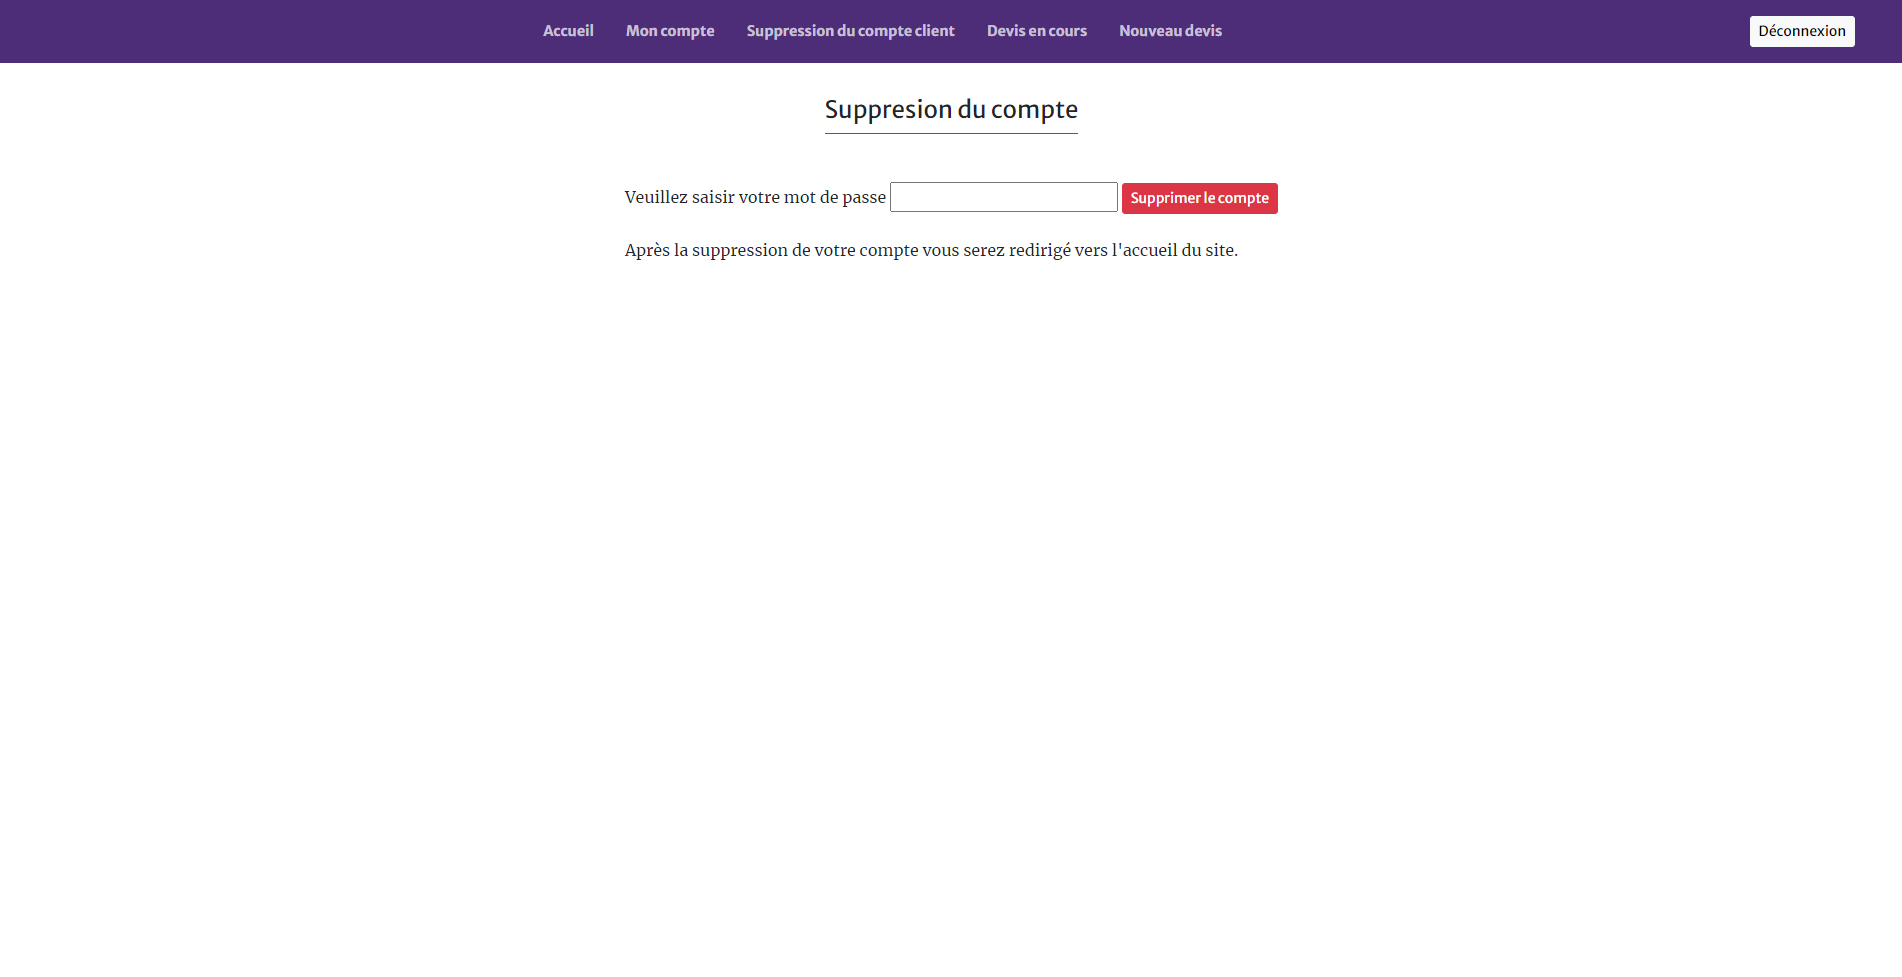 Accueil Mon compte Suppression du compte client Devis en cours Nouveau devis Déconnexion
Suppresion du compte
Veuillez saisir votre mot de passe Supprimer le compte
Après la suppression de votre compte vous serez redirigé vers l'accueil du site.